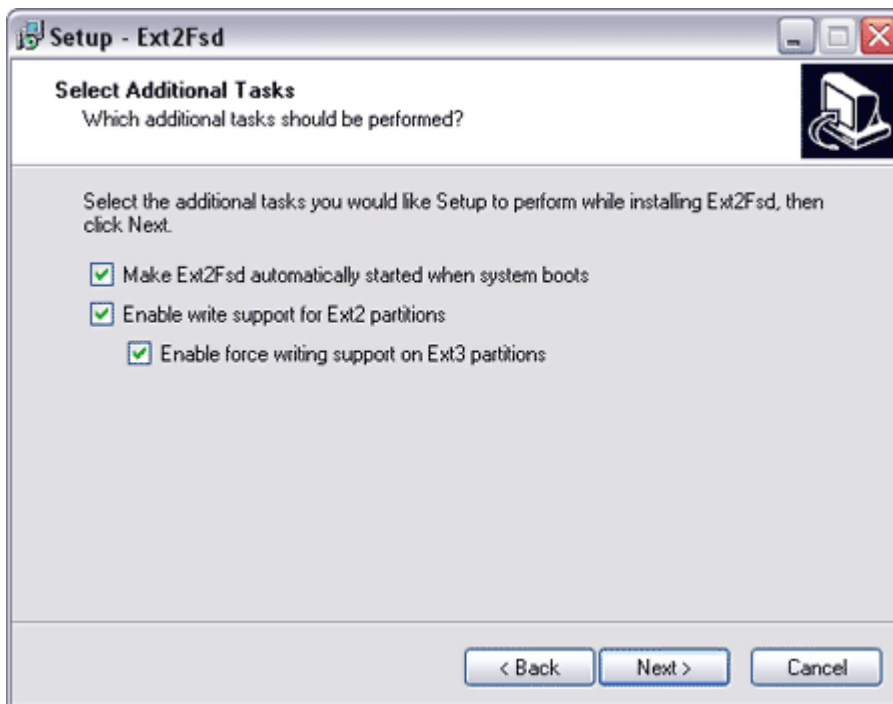 Setup - Ext2Fsd
Select Additional Tasks
Which additional tasks should be performed?
Select the additional tasks you would like Setup to perform while installing Ext2Fsd, then
click Next.
Make Ext2Fsd automatically started when system boots
Enable write support for Ext2 partitions
Enable force writing support on Ext3 partitions
< Back
Next >
Cancel